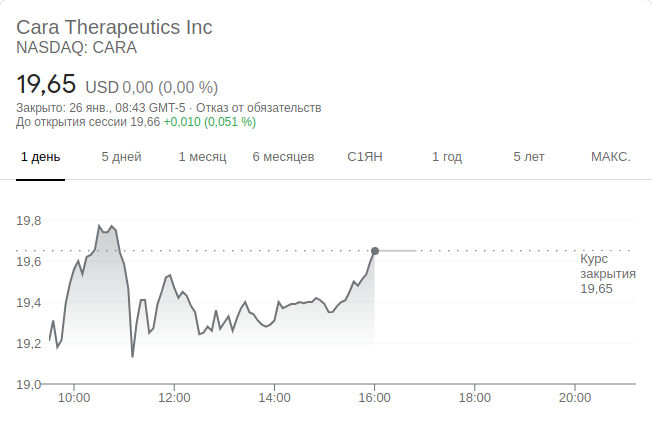 Cara Therapeutics Inc
NASDAQ: CARA
19,65 USD 0,00 (0,00 %)
Закрыто: 26 янв., 08:43 GMT-5 · Отказ от обязательств
До открытия сессии 19,66 +0,010 (0,051 %)
1 день 5 дней 1 месяц 6 месяцев С1ЯН 1 год 5 лет МАКС.
19,8
19,6
19,4
19,2
19,0
Курс
закрытия
19,65
10:00 12:00 14:00 16:00 18:00 20:00